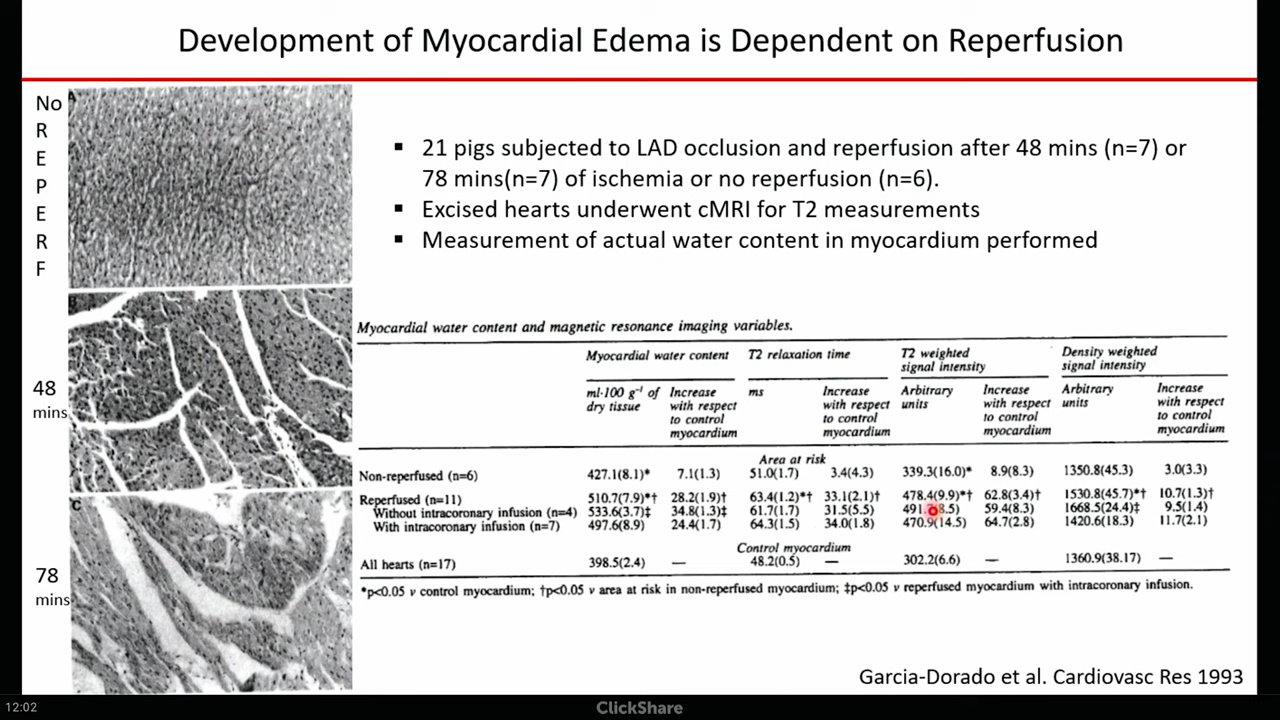 Development of Myocardial Edema is Dependent on Reperfusion
No
R
E
P
E
R
F
A
▪ 21 pigs subjected to LAD occlusion and reperfusion after 48 mins (n=7) or
78 mins(n=7) of ischemia or no reperfusion (n=6).
▪ Excised hearts underwent cMRI for T2 measurements
▪ Measurement of actual water content in myocardium performed
48
mins
C
78
mins
Myocardial water content and magnetic resonance imaging variables.
Myocardial water content T2 relaxation time T2 weighted signal intensity Density weighted signal intensity
ml·100 g⁻¹ of dry tissue Increase with respect to control myocardium ms Increase with respect to control myocardium Arbitrary units Increase with respect to control myocardium Arbitrary units Increase with respect to control myocardium
Area at risk
Non-reperfused (n=6) 427.1(8.1)* 7.1(1.3) 51.0(1.7) 3.4(4.3) 339.3(16.0)* 8.9(8.3) 1350.8(45.3) 3.0(3.3)
Reperfused (n=11) 510.7(7.9)*† 28.2(1.9)† 63.4(1.2)*† 33.1(2.1)† 478.4(9.9)*† 62.8(3.4)† 1530.8(45.7)*† 10.7(1.3)†
Without intracoronary infusion (n=4) 533.6(3.7)‡ 34.8(1.3)‡ 61.7(1.7) 31.5(5.5) 59.4(8.3) 1668.5(24.4)‡ 9.5(1.4)
With intracoronary infusion (n=7) 497.6(8.9) 24.4(1.7) 64.3(1.5) 34.0(1.8) 470.9(14.5) 64.7(2.8) 1420.6(18.3) 11.7(2.1)
Control myocardium
All hearts (n=17) 398.5(2.4) — 48.2(0.5) — 302.2(6.6) — 1360.9(38.17) —
*p<0.05 v control myocardium; †p<0.05 v area at risk in non-reperfused myocardium; ‡p<0.05 v reperfused myocardium with intracoronary infusion.
Garcia-Dorado et al. Cardiovasc Res 1993
12:02
ClickShare